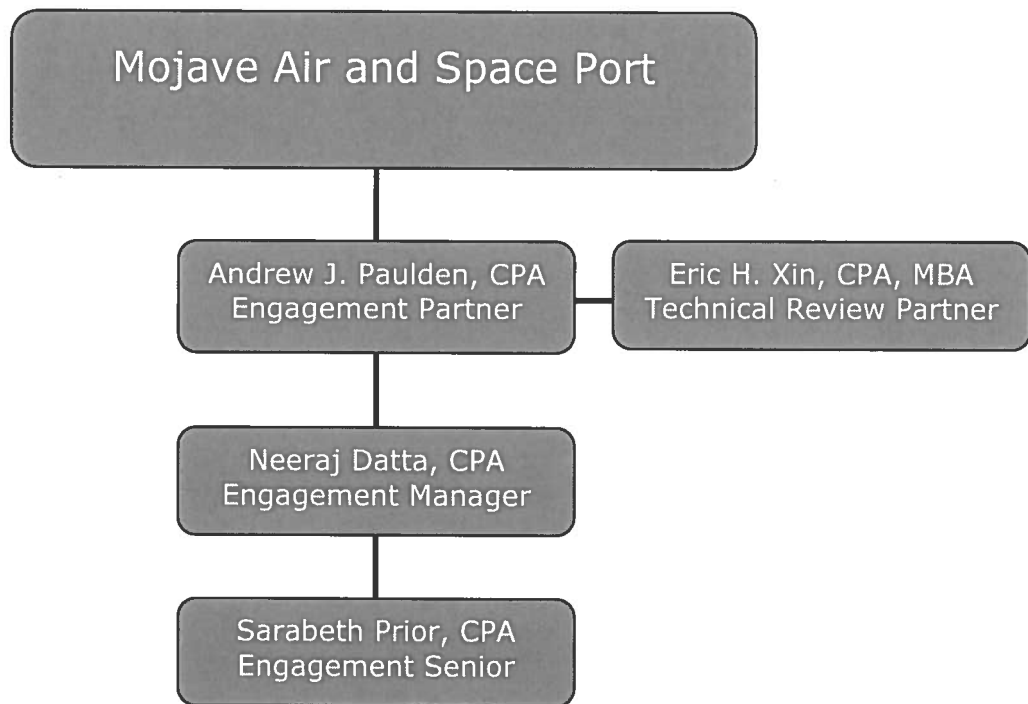 Mojave Air and Space Port
Andrew J. Paulden, CPA
Engagement Partner
Eric H. Xin, CPA, MBA
Technical Review Partner
Neeraj Datta, CPA
Engagement Manager
Sarabeth Prior, CPA
Engagement Senior